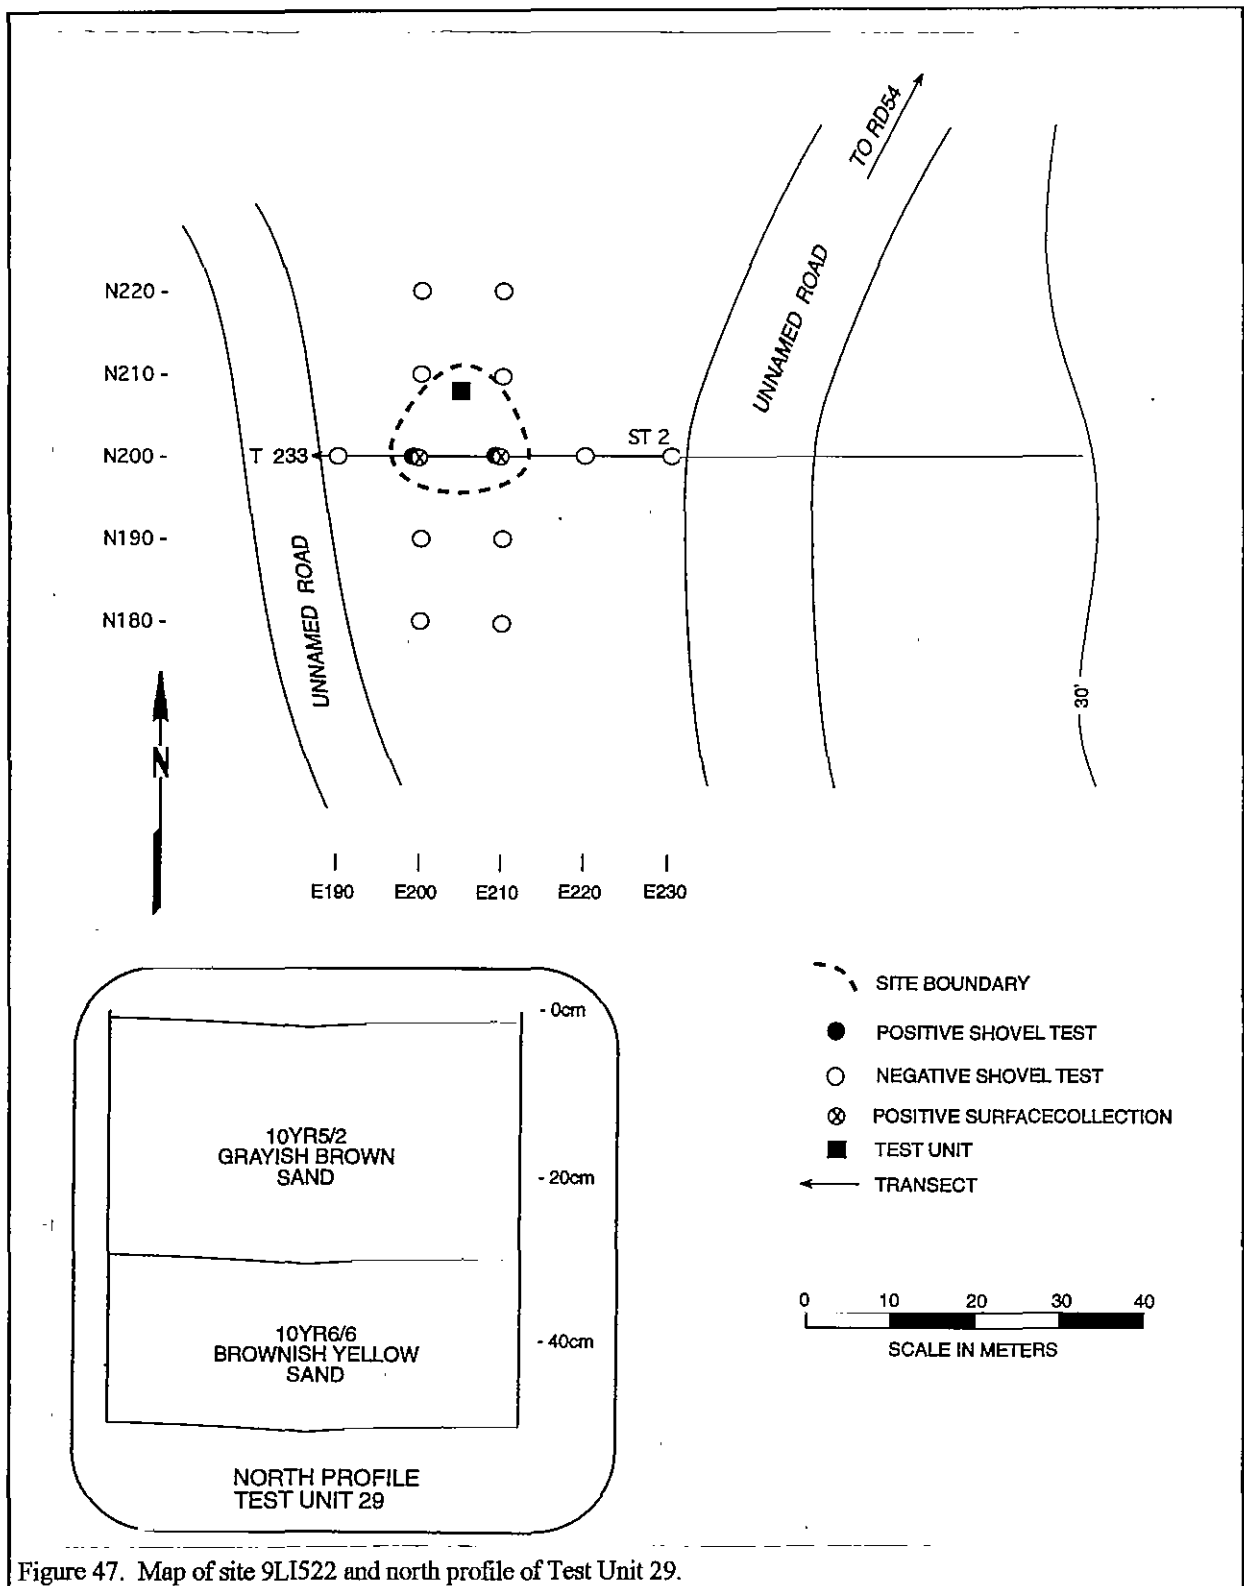 TO RD54
UNNAMED ROAD
N220 -
N210 -
N200 -
N190 -
N180 -
T 233
ST 2
UNNAMED ROAD
30'
N
E190
E200
E210
E220
E230
- 0cm
10YR5/2
GRAYISH BROWN
SAND
- 20cm
10YR6/6
BROWNISH YELLOW
SAND
- 40cm
NORTH PROFILE
TEST UNIT 29
SITE BOUNDARY
POSITIVE SHOVEL TEST
NEGATIVE SHOVEL TEST
POSITIVE SURFACECOLLECTION
TEST UNIT
TRANSECT
0 10 20 30 40
SCALE IN METERS
Figure 47. Map of site 9LI522 and north profile of Test Unit 29.